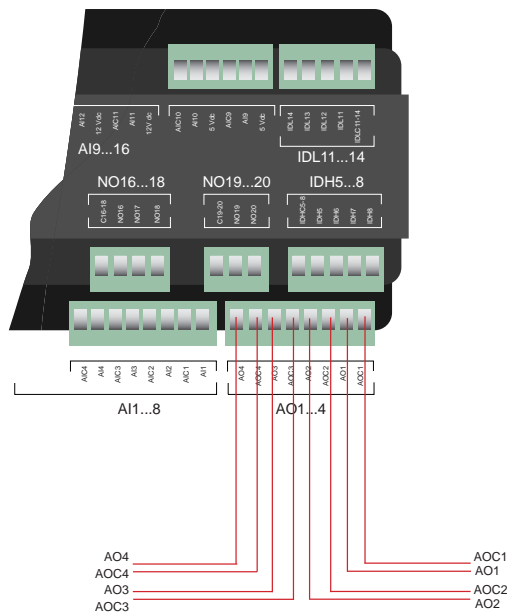 AI12
12 Vdc
AIC11
AI11
12V dc
AIC10
AI10
5 Vdc
AIC9
AI9
5 Vdc
IDL14
IDL13
IDL12
IDL11
IDLC11-14
AI9...16
IDL11...14
NO16...18
NO19...20
IDH5...8
C16-18
NO16
NO17
NO18
C19-20
NO19
NO20
IDHC5-8
IDH5
IDH6
IDH7
IDH8
AIC4
AI4
AIC3
AI3
AIC2
AI2
AIC1
AI1
AO4
AOC4
AO3
AOC3
AO2
AOC2
AO1
AOC1
AI1...8
AO1...4
AO4
AOC4
AO3
AOC3
AOC1
AO1
AOC2
AO2